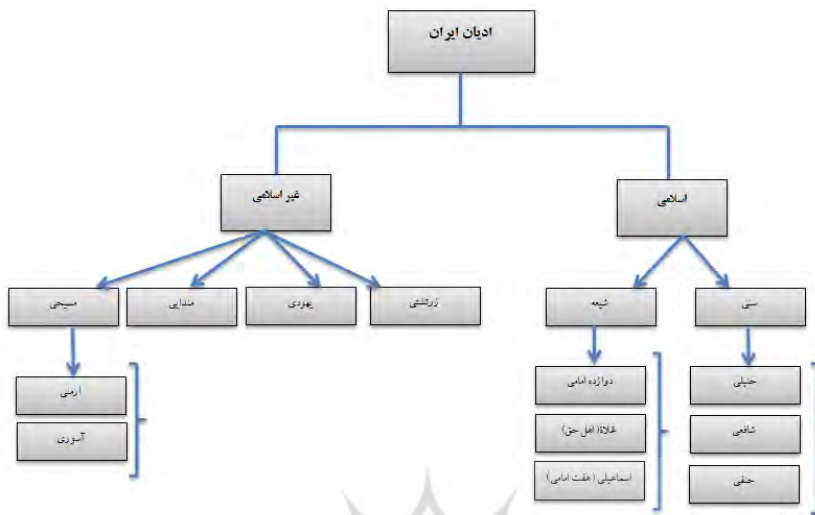 ادیان ایران
اسلامی
غیر اسلامی
سنی
شیعه
زرتشتی
یهودی
مندایی
مسیحی
حنبلی
شافعی
حنفی
دوازده امامی
غلاة( اهل حق)
اسماعیلی ( هفت امامی)
ارمنی
آسوری